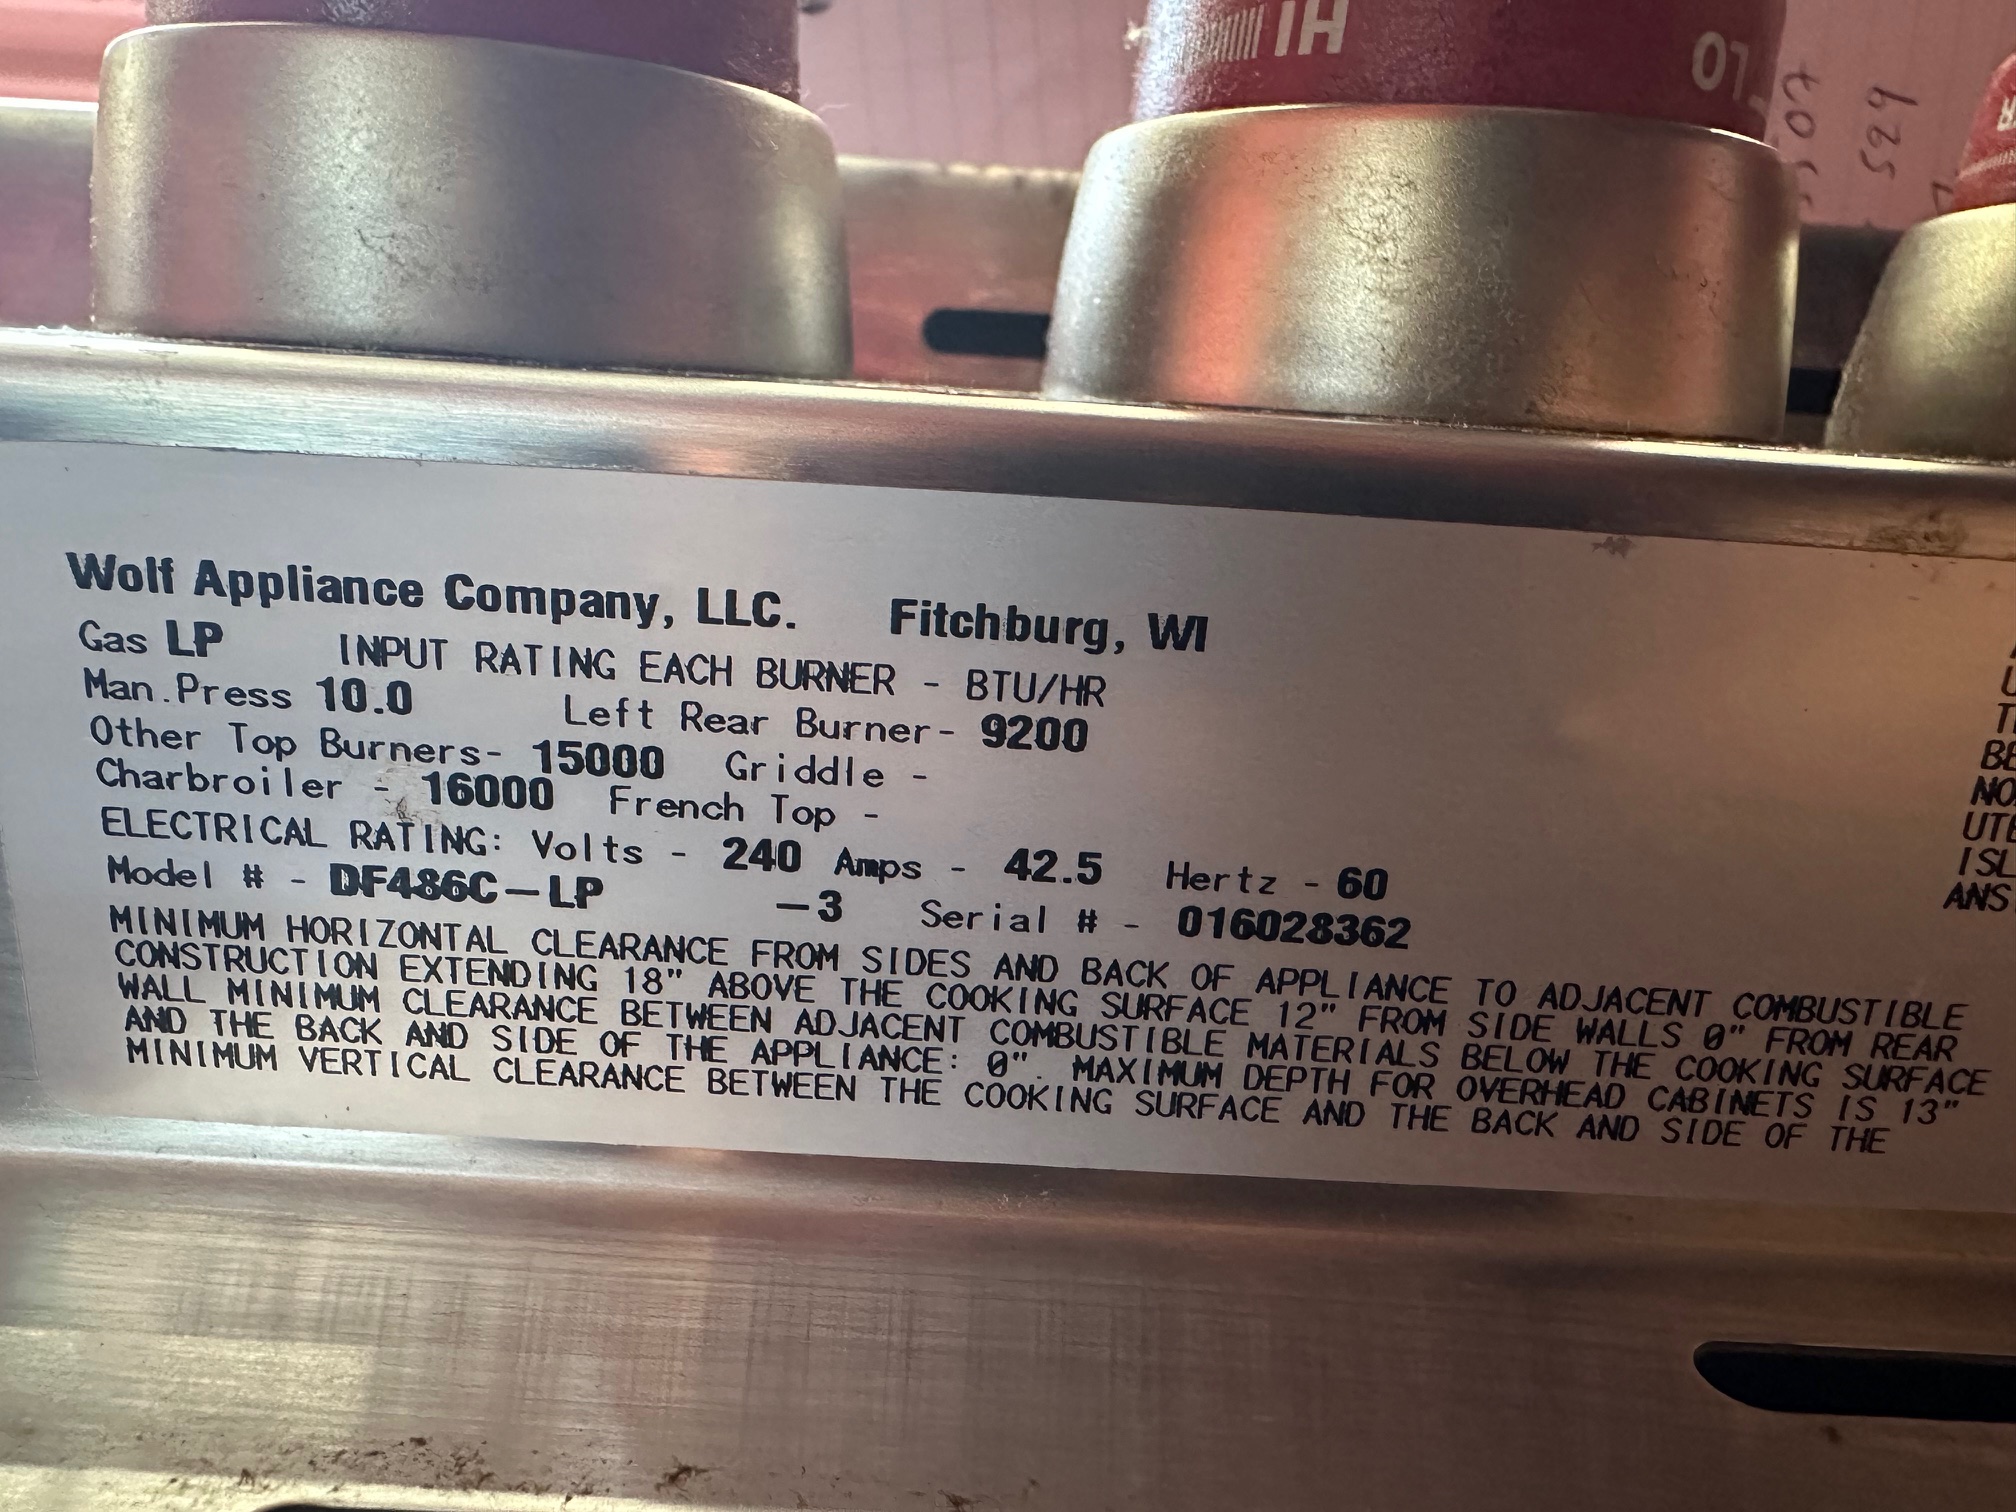 HI
LO
507
529
Wolf Appliance Company, LLC. Fitchburg, WI
Gas LP INPUT RATING EACH BURNER - BTU/HR
Man.Press 10.0 Left Rear Burner- 9200
Other Top Burners- 15000 Griddle -
Charbroiler - 16000 French Top -
ELECTRICAL RATING: Volts - 240 Amps - 42.5 Hertz - 60
Model # - DF486C-LP -3 Serial # - 016028362
MINIMUM HORIZONTAL CLEARANCE FROM SIDES AND BACK OF APPLIANCE TO ADJACENT COMBUSTIBLE
CONSTRUCTION EXTENDING 18" ABOVE THE COOKING SURFACE 12" FROM SIDE WALLS 0" FROM REAR
WALL MINIMUM CLEARANCE BETWEEN ADJACENT COMBUSTIBLE MATERIALS BELOW THE COOKING SURFACE
AND THE BACK AND SIDE OF THE APPLIANCE: 0". MAXIMUM DEPTH FOR OVERHEAD CABINETS IS 13"
MINIMUM VERTICAL CLEARANCE BETWEEN THE COOKING SURFACE AND THE BACK AND SIDE OF THE